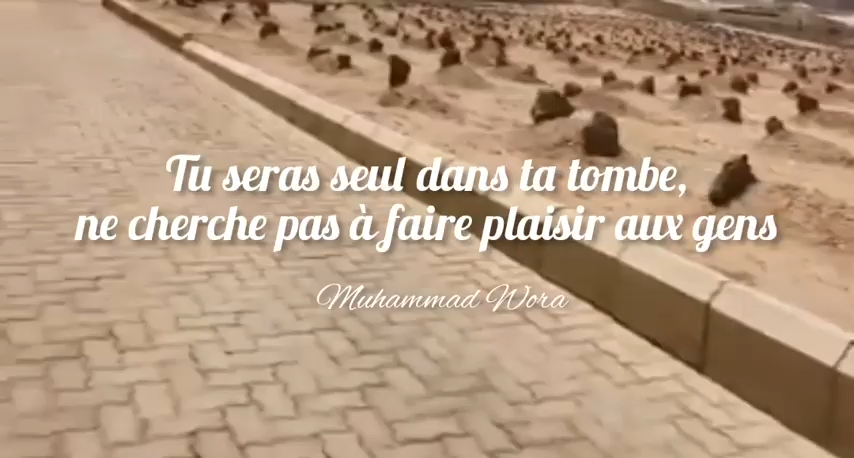 Tu seras seul dans ta tombe,
ne cherche pas à faire plaisir aux gens
Muhammad Wora